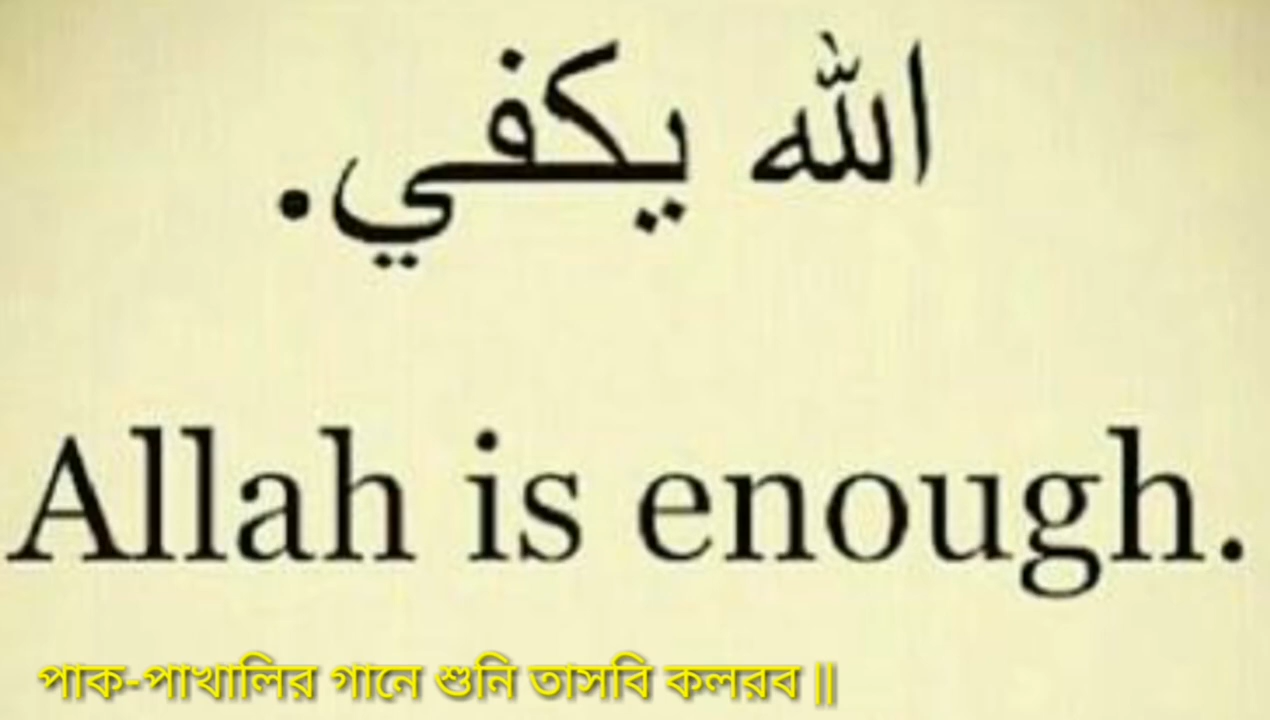 الله يكفي.
Allah is enough.
পাক-পাখালির গানে শুনি তাসবি কলরব ||